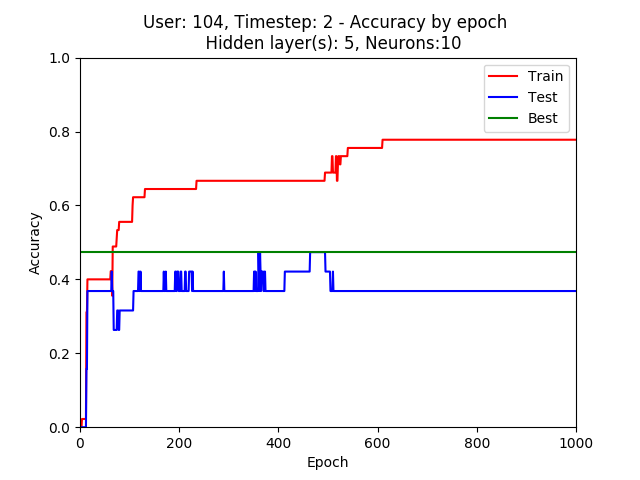 User: 104, Timestep: 2 - Accuracy by epoch
Hidden layer(s): 5, Neurons:10
Train
Test
Best
1.0
0.8
0.6
0.4
0.2
0.0
Accuracy
0 200 400 600 800 1000
Epoch